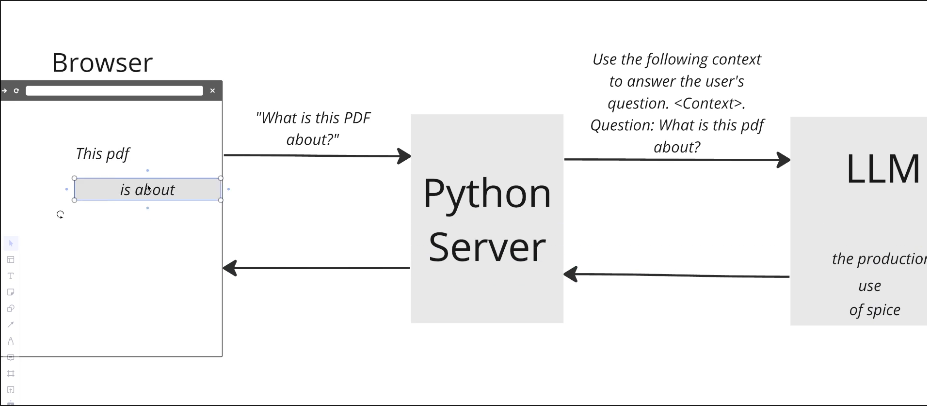 Browser
This pdf
is about
"What is this PDF
about?"
Python
Server
Use the following context
to answer the user's
question. <Context>.
Question: What is this pdf
about?
LLM
the production
use
of spice